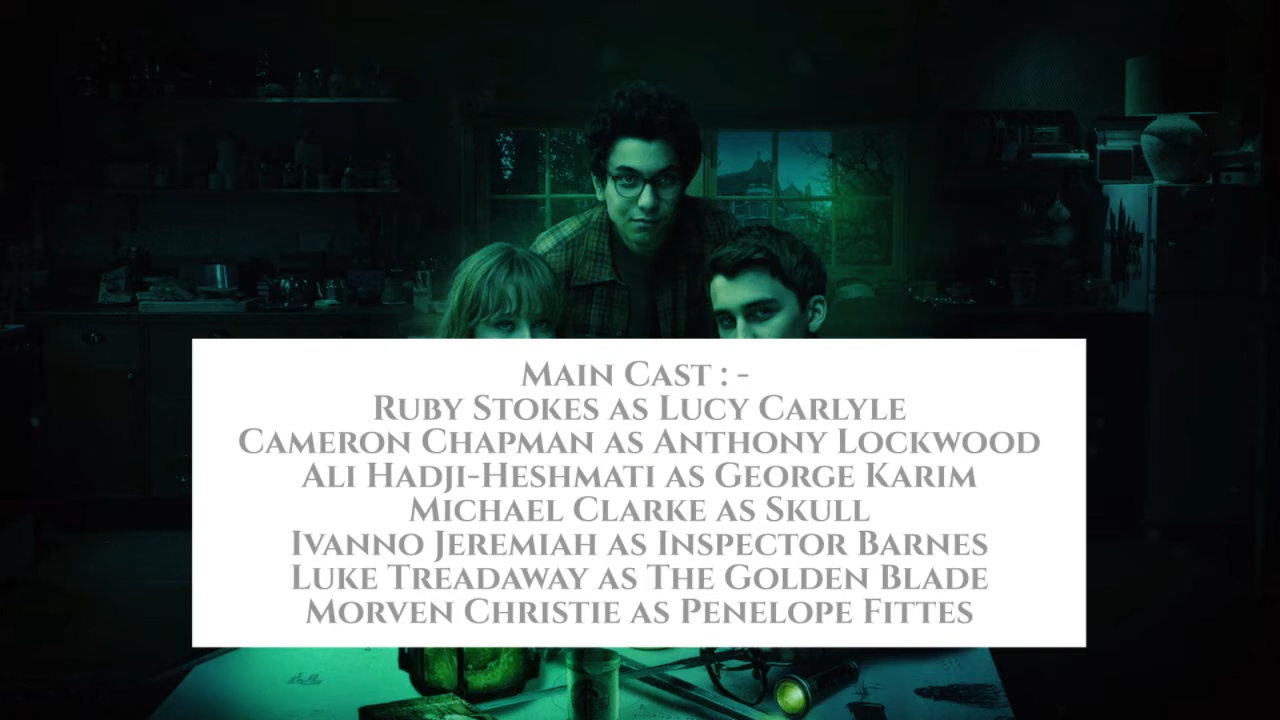 Main Cast : -
Ruby Stokes as Lucy Carlyle
Cameron Chapman as Anthony Lockwood
Ali Hadji-Heshmati as George Karim
Michael Clarke as Skull
Ivanno Jeremiah as Inspector Barnes
Luke Treadaway as The Golden Blade
Morven Christie as Penelope Fittes